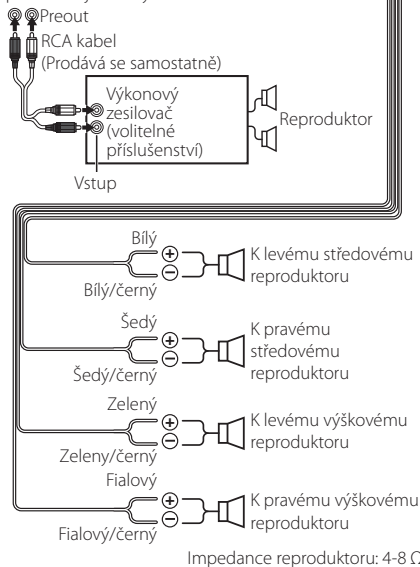 Preout
RCA kabel
(Prodává se samostatně)
Výkonový
zesilovač
(volitelné
příslušenství)
Reproduktor
Vstup
Bílý
Bílý/černý
K levému středovému
reproduktoru
Šedý
Šedý/černý
K pravému
středovému
reproduktoru
Zelený
Zeleny/černý
K levému výškovému
reproduktoru
Fialový
Fialový/černý
K pravému výškovému
reproduktoru
Impedance reproduktoru: 4-8 Ω